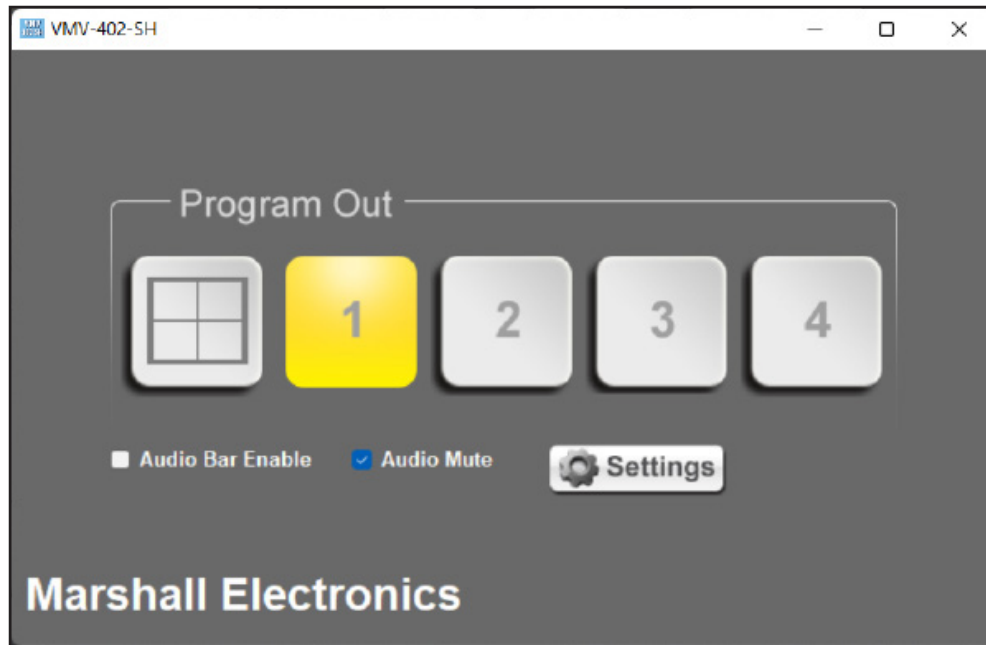 VMV-402-SH
Program Out
1 2 3 4
Audio Bar Enable Audio Mute Settings
Marshall Electronics